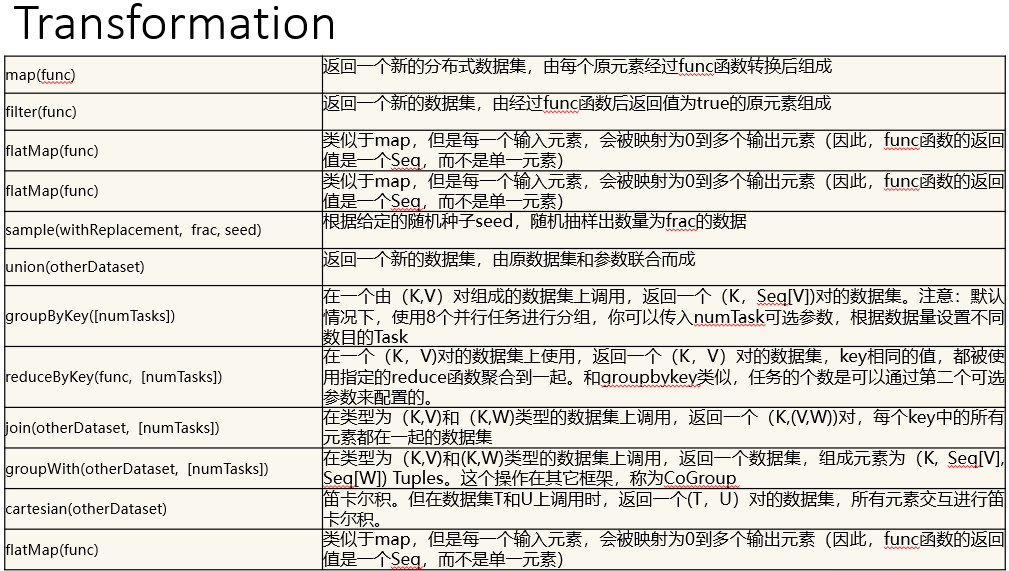 Transformation
map(func)
返回一个新的分布式数据集，由每个原元素经过func函数转换后组成
filter(func)
返回一个新的数据集，由经过func函数后返回值为true的原元素组成
flatMap(func)
类似于map，但是每一个输入元素，会被映射为0到多个输出元素（因此，func函数的返回
值是一个Seq，而不是单一元素）
flatMap(func)
类似于map，但是每一个输入元素，会被映射为0到多个输出元素（因此，func函数的返回
值是一个Seq，而不是单一元素）
sample(withReplacement, frac, seed)
根据给定的随机种子seed，随机抽样出数量为frac的数据
union(otherDataset)
返回一个新的数据集，由原数据集和参数联合而成
groupByKey([numTasks])
在一个由（K,V）对组成的数据集上调用，返回一个（K，Seq[V])对的数据集。注意：默认
情况下，使用8个并行任务进行分组，你可以传入numTask可选参数，根据数据量设置不同
数目的Task
reduceByKey(func, [numTasks])
在一个（K，V)对的数据集上使用，返回一个（K，V）对的数据集，key相同的值，都被使
用指定的reduce函数聚合到一起。和groupbykey类似，任务的个数是可以通过第二个可选
参数来配置的。
join(otherDataset, [numTasks])
在类型为（K,V)和（K,W)类型的数据集上调用，返回一个（K,(V,W))对，每个key中的所有
元素都在一起的数据集
groupWith(otherDataset, [numTasks])
在类型为（K,V)和(K,W)类型的数据集上调用，返回一个数据集，组成元素为（K, Seq[V],
Seq[W]) Tuples。这个操作在其它框架，称为CoGroup
cartesian(otherDataset)
笛卡尔积。但在数据集T和U上调用时，返回一个(T，U）对的数据集，所有元素交互进行笛
卡尔积。
flatMap(func)
类似于map，但是每一个输入元素，会被映射为0到多个输出元素（因此，func函数的返回
值是一个Seq，而不是单一元素）